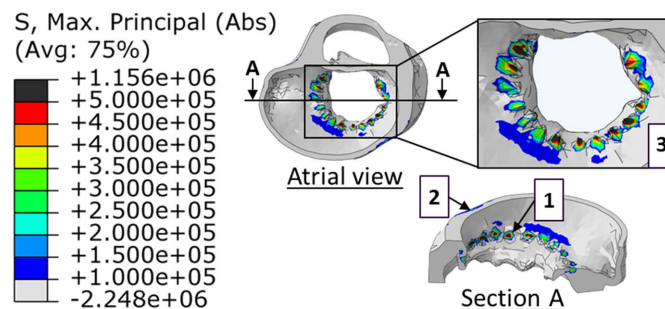 S, Max. Principal (Abs)
(Avg: 75%)
+1.156e+06
+5.000e+05
+4.500e+05
+4.000e+05
+3.500e+05
+3.000e+05
+2.500e+05
+2.000e+05
+1.500e+05
+1.000e+05
-2.248e+06
A
A
Atrial view
3
2
1
Section A